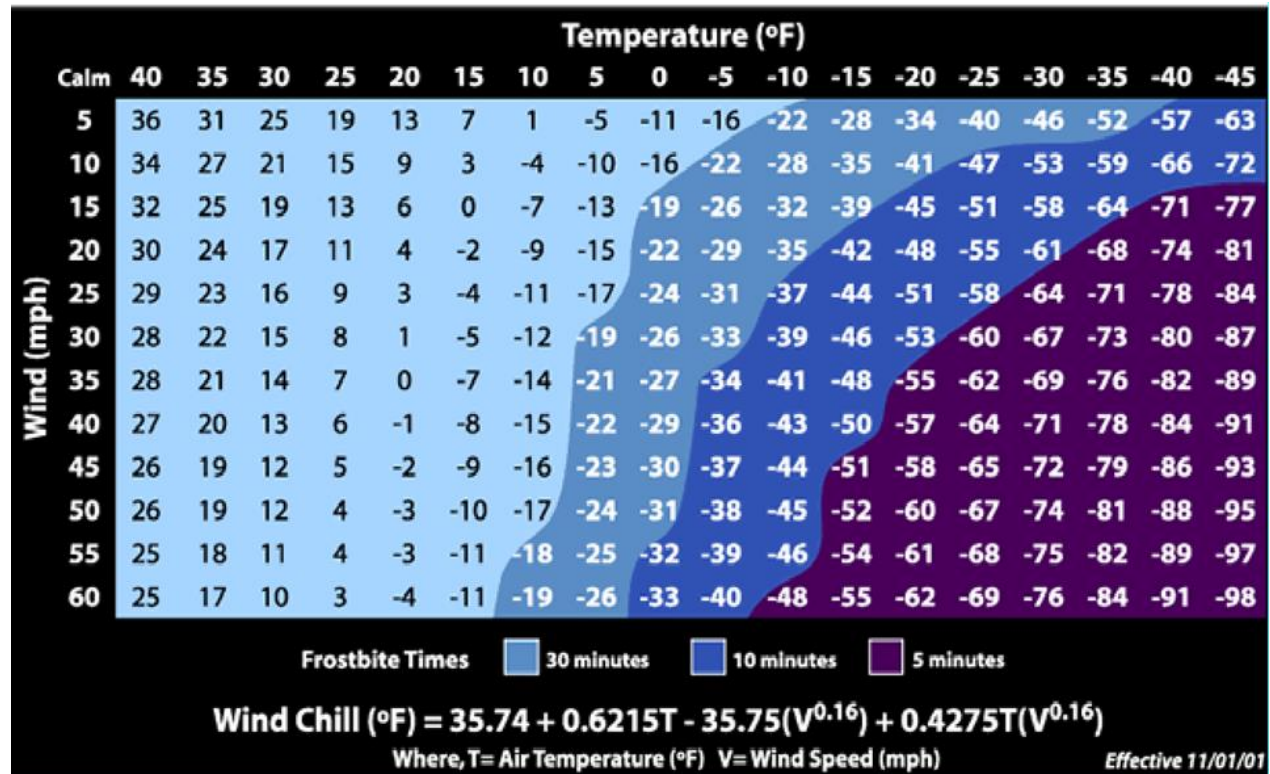 Temperature (ºF)
Calm 40 35 30 25 20 15 10 5 0 -5 -10 -15 -20 -25 -30 -35 -40 -45
5 36 31 25 19 13 7 1 -5 -11 -16 -22 -28 -34 -40 -46 -52 -57 -63
10 34 27 21 15 9 3 -4 -10 -16 -22 -28 -35 -41 -47 -53 -59 -66 -72
15 32 25 19 13 6 0 -7 -13 -19 -26 -32 -39 -45 -51 -58 -64 -71 -77
20 30 24 17 11 4 -2 -9 -15 -22 -29 -35 -42 -48 -55 -61 -68 -74 -81
25 29 23 16 9 3 -4 -11 -17 -24 -31 -37 -44 -51 -58 -64 -71 -78 -84
30 28 22 15 8 1 -5 -12 -19 -26 -33 -39 -46 -53 -60 -67 -73 -80 -87
35 28 21 14 7 0 -7 -14 -21 -27 -34 -41 -48 -55 -62 -69 -76 -82 -89
40 27 20 13 6 -1 -8 -15 -22 -29 -36 -43 -50 -57 -64 -71 -78 -84 -91
45 26 19 12 5 -2 -9 -16 -23 -30 -37 -44 -51 -58 -65 -72 -79 -86 -93
50 26 19 12 4 -3 -10 -17 -24 -31 -38 -45 -52 -60 -67 -74 -81 -88 -95
55 25 18 11 4 -3 -11 -18 -25 -32 -39 -46 -54 -61 -68 -75 -82 -89 -97
60 25 17 10 3 -4 -11 -19 -26 -33 -40 -48 -55 -62 -69 -76 -84 -91 -98
Wind (mph)
Frostbite Times 30 minutes 10 minutes 5 minutes
Wind Chill (ºF) = 35.74 + 0.6215T - 35.75(V0.16) + 0.4275T(V0.16)
Where, T= Air Temperature (ºF) V= Wind Speed (mph)
Effective 11/01/01